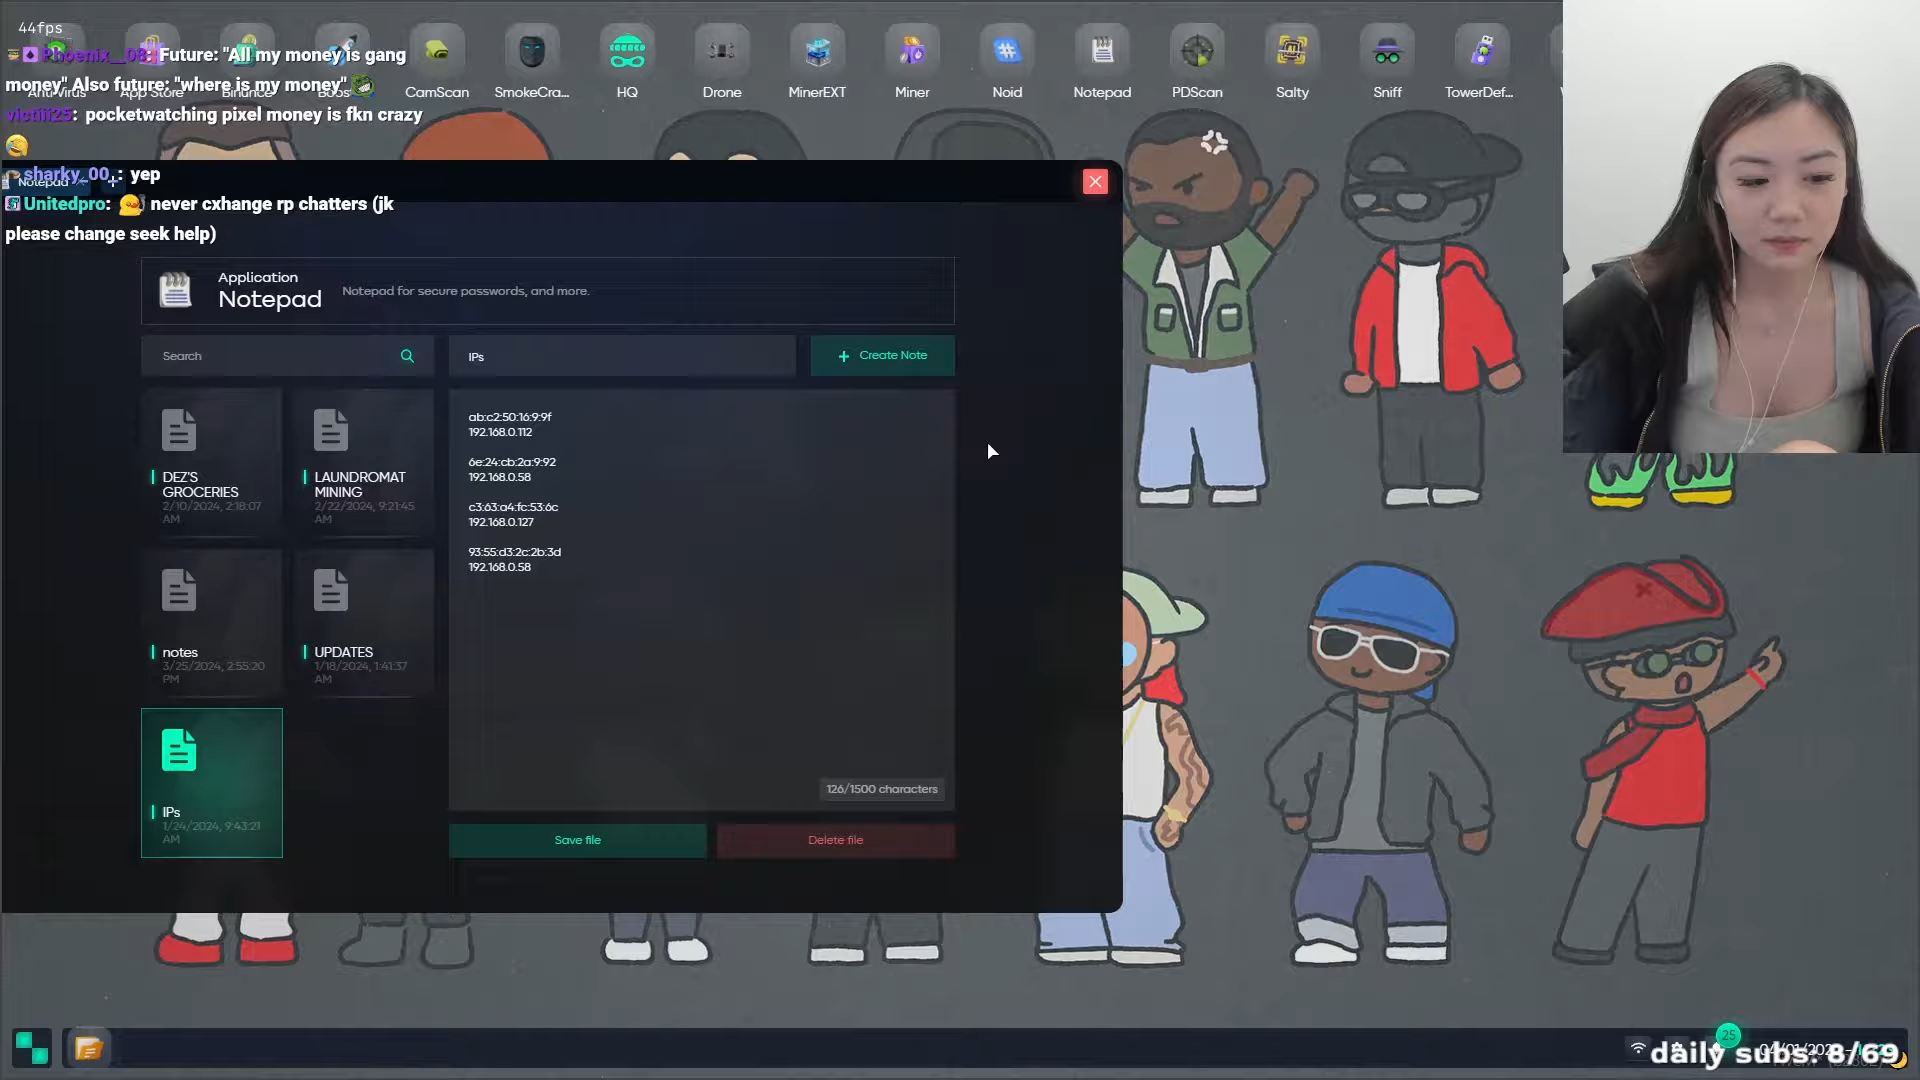 44fps
Phoenix__08: Future: "All my money is gang
money" Also future: "where is my money"
victili25: pocketwatching pixel money is fkn crazy
sharky_00_: yep
Unitedpro: never cxhange rp chatters (jk
please change seek help)
App Store
CamScan
SmokeCra...
HQ
Drone
MinerEXT
Miner
Noid
Notepad
PDScan
Salty
Sniff
TowerDef...
Notepad
Application
Notepad
Notepad for secure passwords, and more.
Search
IPs
Create Note
DEZ'S
GROCERIES
2/10/2024, 2:18:07
AM
LAUNDROMAT
MINING
2/22/2024, 9:21:45
AM
notes
3/25/2024, 2:55:20
PM
UPDATES
1/18/2024, 1:41:37
AM
IPs
1/24/2024, 9:43:21
AM
ab:c2:50:16:9:9f
192.168.0.112
6e:24:cb:2a:9:92
192.168.0.58
c3:63:a4:fc:53:6c
192.168.0.127
93:55:d3:2c:2b:3d
192.168.0.58
126/1500 characters
Save file
Delete file
25
daily subs: 8/69